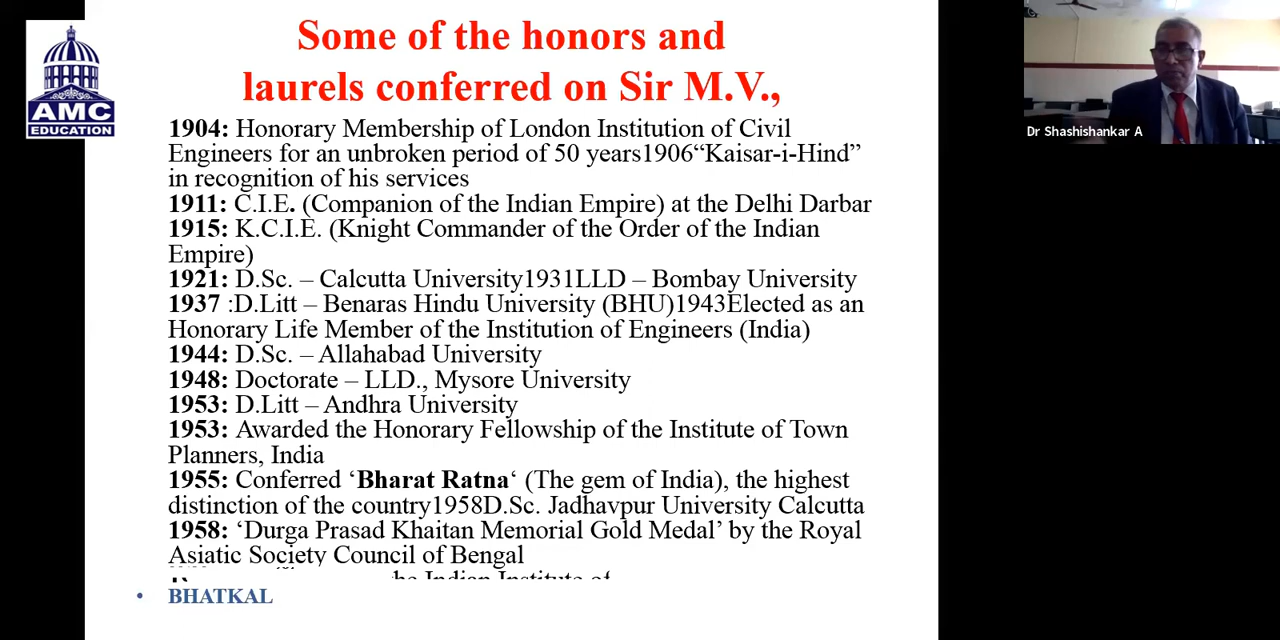 Some of the honors and
laurels conferred on Sir M.V.,
AMC
EDUCATION
Dr Shashishankar A
1904: Honorary Membership of London Institution of Civil
Engineers for an unbroken period of 50 years1906“Kaisar-i-Hind”
in recognition of his services
1911: C.I.E. (Companion of the Indian Empire) at the Delhi Darbar
1915: K.C.I.E. (Knight Commander of the Order of the Indian
Empire)
1921: D.Sc. – Calcutta University1931LLD – Bombay University
1937 :D.Litt – Benaras Hindu University (BHU)1943Elected as an
Honorary Life Member of the Institution of Engineers (India)
1944: D.Sc. – Allahabad University
1948: Doctorate – LLD., Mysore University
1953: D.Litt – Andhra University
1953: Awarded the Honorary Fellowship of the Institute of Town
Planners, India
1955: Conferred ‘Bharat Ratna‘ (The gem of India), the highest
distinction of the country1958D.Sc. Jadhavpur University Calcutta
1958: ‘Durga Prasad Khaitan Memorial Gold Medal’ by the Royal
Asiatic Society Council of Bengal
the Indian Institute of
• BHATKAL